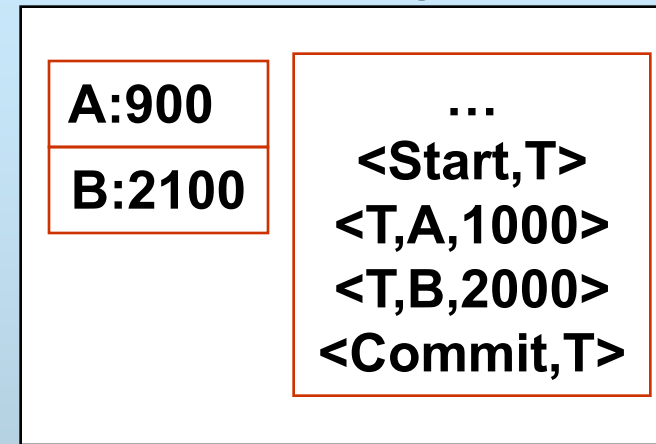 A:900
B:2100
...
<Start,T>
<T,A,1000>
<T,B,2000>
<Commit,T>